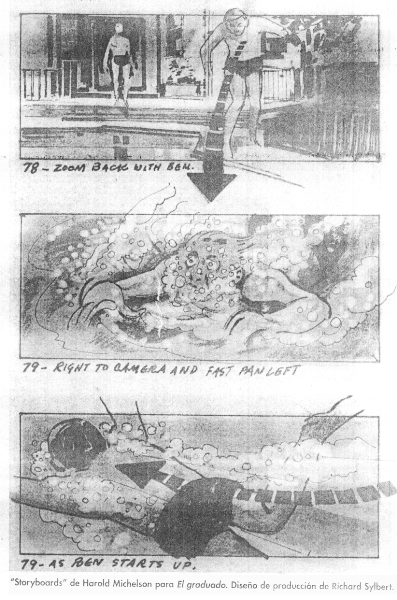 78 - ZOOM BACK WITH BEN.
79 - RIGHT TO CAMERA AND FAST PAN LEFT
79 - AS BEN STARTS UP.
"Storyboards" de Harold Michelson para El graduado. Diseño de producción de Richard Sylbert.